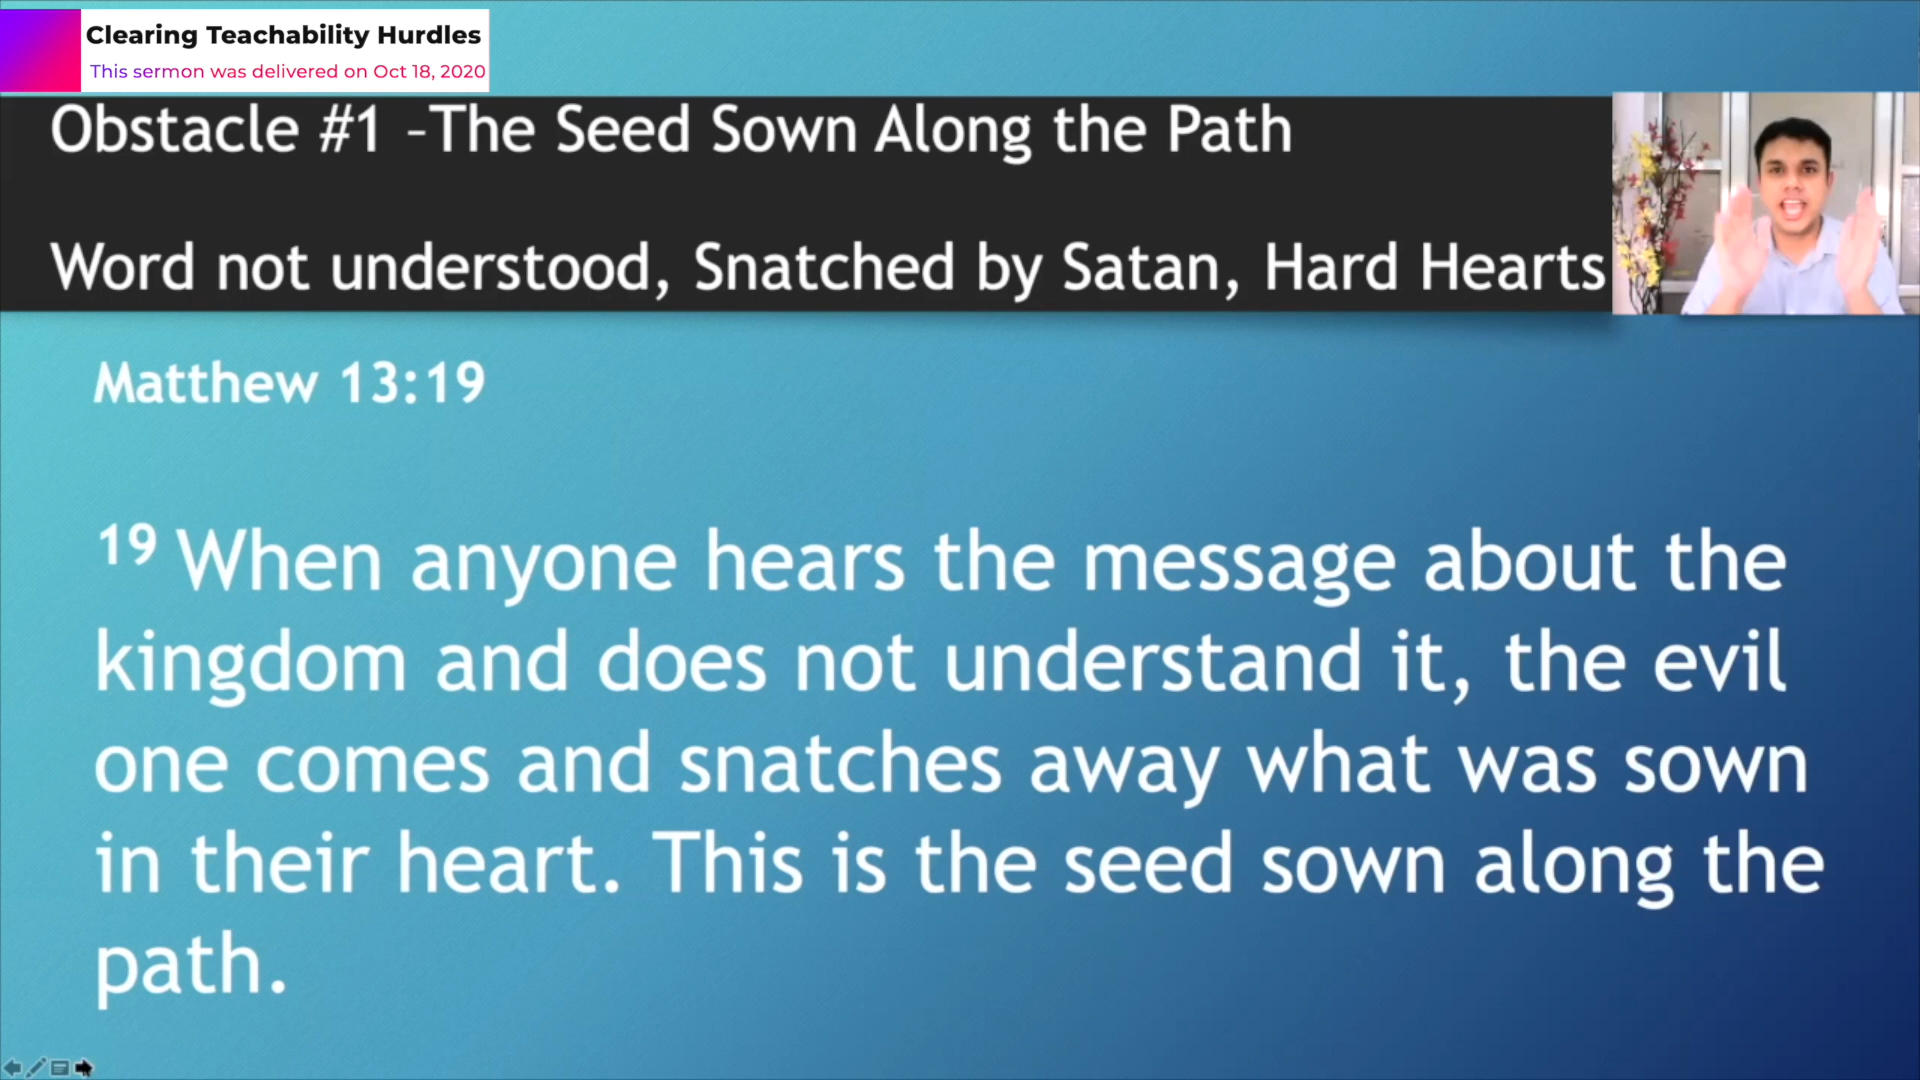 Clearing Teachability Hurdles
This sermon was delivered on Oct 18, 2020
Obstacle #1 –The Seed Sown Along the Path
Word not understood, Snatched by Satan, Hard Hearts
Matthew 13:19
19 When anyone hears the message about the
kingdom and does not understand it, the evil
one comes and snatches away what was sown
in their heart. This is the seed sown along the
path.